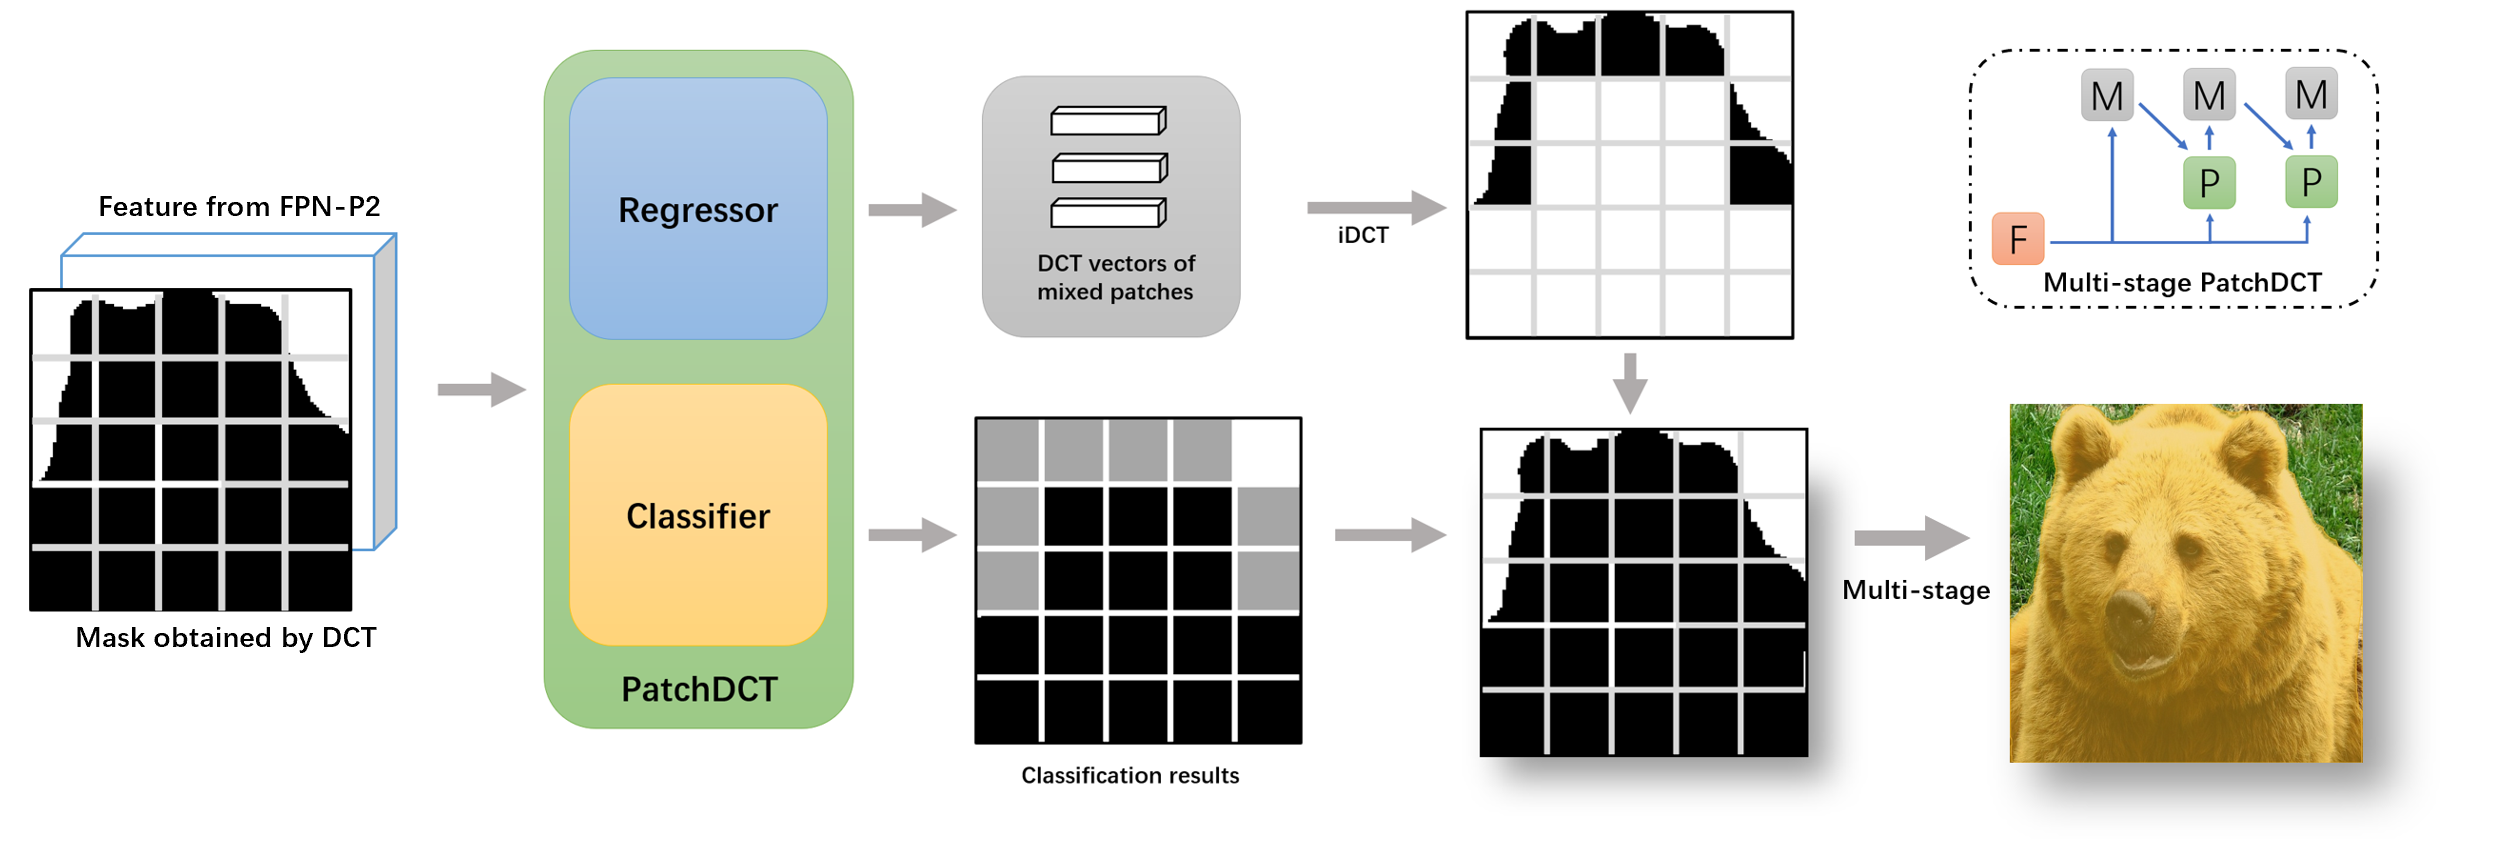 Feature from FPN-P2
Mask obtained by DCT
Regressor
Classifier
PatchDCT
DCT vectors of
mixed patches
Classification results
iDCT
Multi-stage
M M M
P P
F
Multi-stage PatchDCT